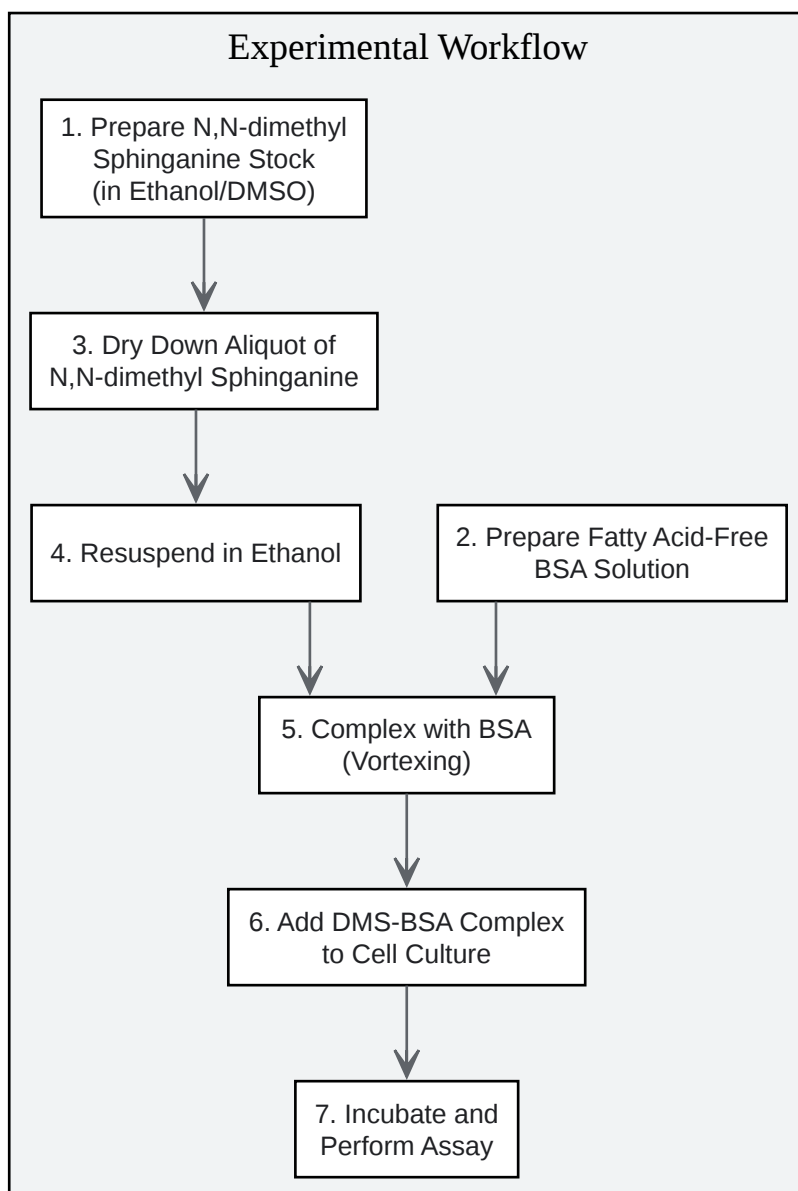 Experimental Workflow
1. Prepare N,N-dimethyl
Sphinganine Stock
(in Ethanol/DMSO)
3. Dry Down Aliquot of
N,N-dimethyl Sphinganine
4. Resuspend in Ethanol
2. Prepare Fatty Acid-Free
BSA Solution
5. Complex with BSA
(Vortexing)
6. Add DMS-BSA Complex
to Cell Culture
7. Incubate and
Perform Assay